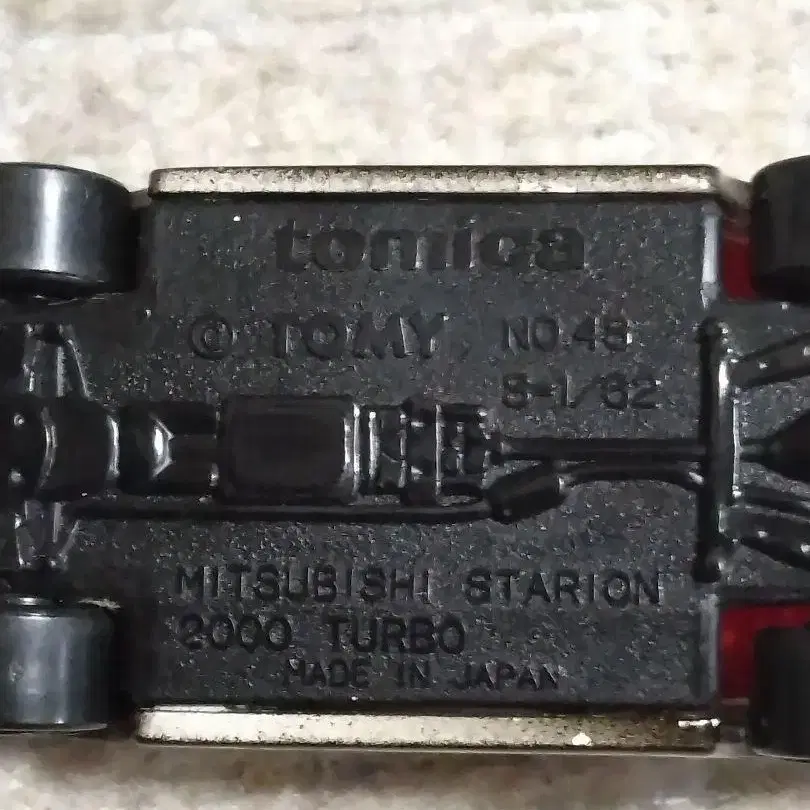 tomica
© TOMY NO.48
S-1/62
MITSUBISHI STARION
2000 TURBO
MADE IN JAPAN